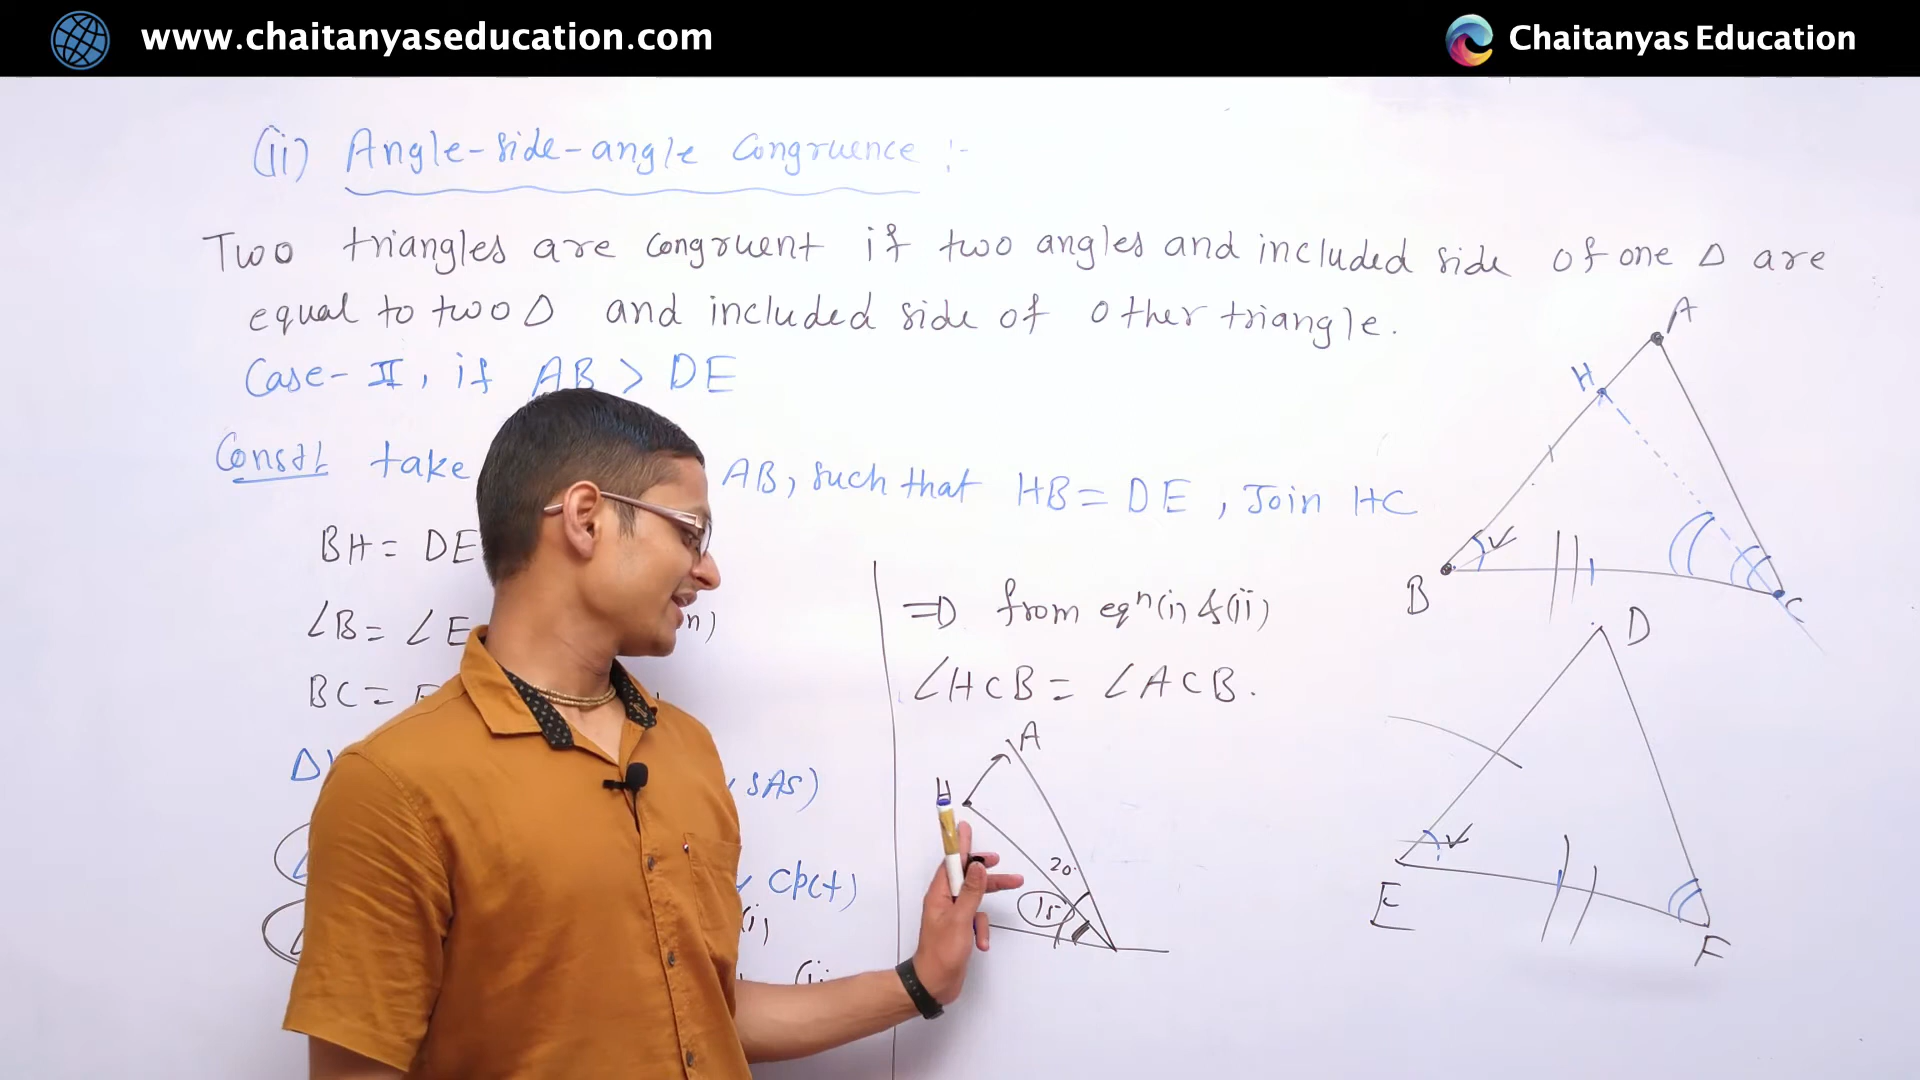 www.chaitanyaseducation.com
Chaitanyas Education
(ii) Angle-side-angle Congruence :-
Two triangles are congruent if two angles and included side of one Δ are
equal to two Δ and included side of other triangle.
Case-II, if AB > DE
Const: take AB, such that HB = DE, Join HC
BH = DE
∠B = ∠E
BC =
SAS)
cpct)
(i)
=> from eqⁿ (i) & (ii)
∠HCB = ∠ACB.
A
H
20
15
A
H
B
C
D
E
F